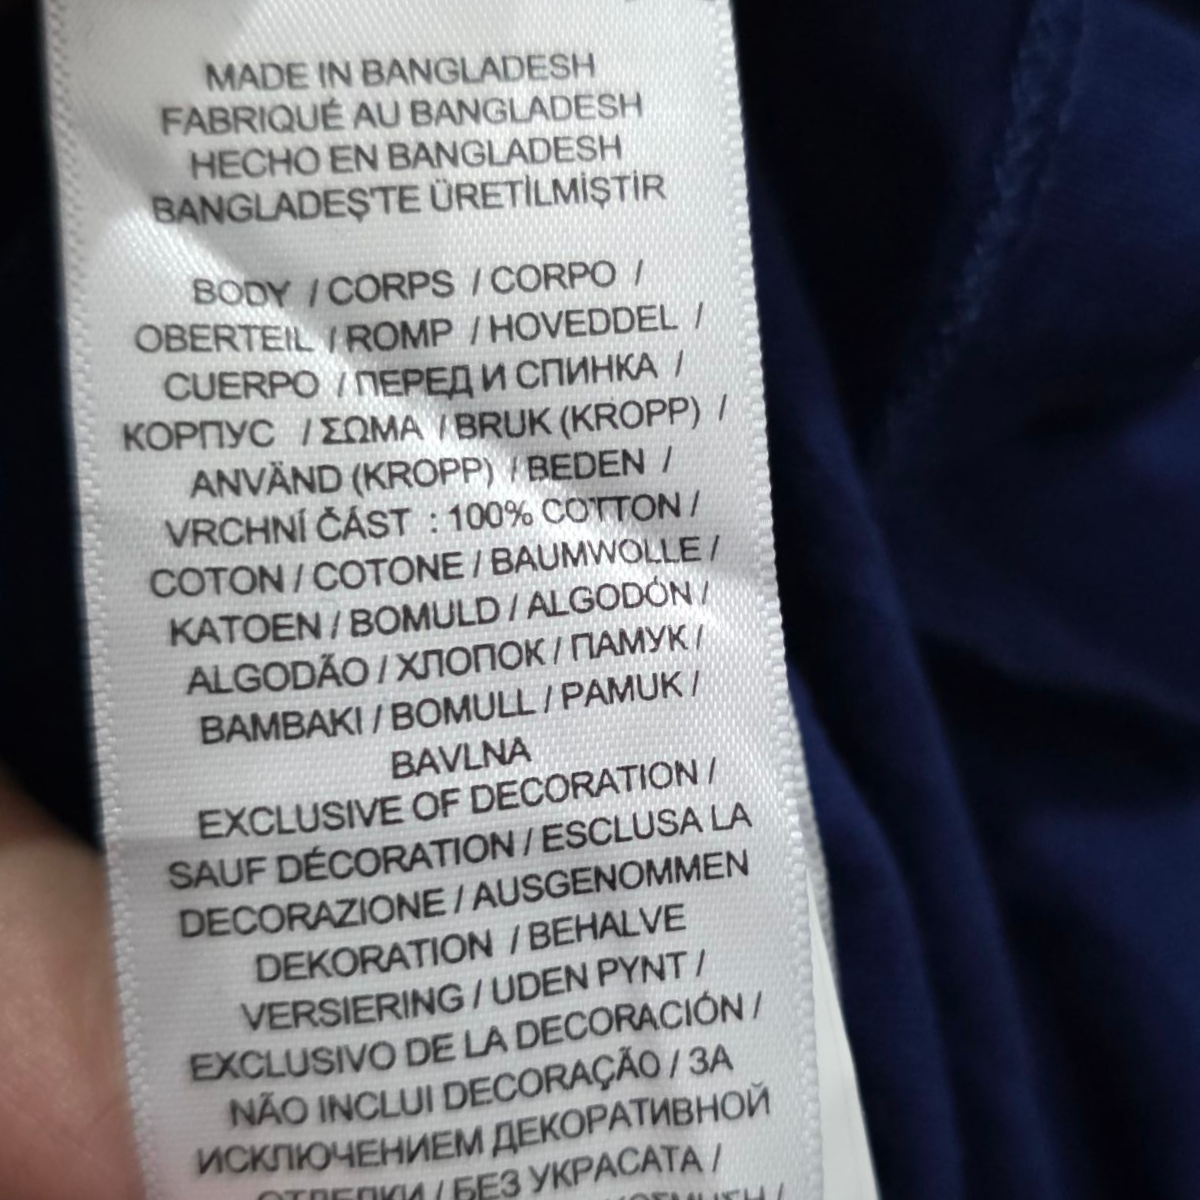 MADE IN BANGLADESH
FABRIQUÉ AU BANGLADESH
HECHO EN BANGLADESH
BANGLADEŞ'TE ÜRETİLMİŞTİR
BODY / CORPS / CORPO /
OBERTEIL / ROMP / HOVEDDEL /
CUERPO / ПЕРЕД И СПИНКА /
КОРПУС / ΣΩΜΑ / BRUK (KROPP) /
ANVÄND (KROPP) / BEDEN /
VRCHNÍ ČÁST : 100% COTTON /
COTON / COTONE / BAUMWOLLE /
KATOEN / BOMULD / ALGODÓN /
ALGODÃO / ХЛОПОК / ПАМУК /
BAMBAKI / BOMULL / PAMUK /
BAVLNA
EXCLUSIVE OF DECORATION /
SAUF DÉCORATION / ESCLUSA LA
DECORAZIONE / AUSGENOMMEN
DEKORATION / BEHALVE
VERSIERING / UDEN PYNT /
EXCLUSIVO DE LA DECORACIÓN /
NÃO INCLUI DECORAÇÃO / ЗА
ИСКЛЮЧЕНИЕМ ДЕКОРАТИВНОЙ
ОТДЕЛКИ / БЕЗ УКРАСАТА /